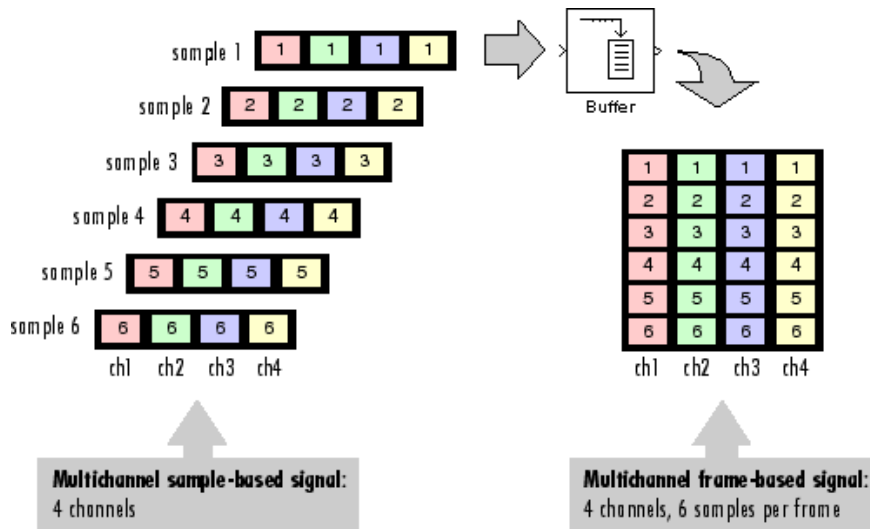 sample 1 1 1 1 1
sample 2 2 2 2 2
sample 3 3 3 3 3
sample 4 4 4 4 4
sample 5 5 5 5 5
sample 6 6 6 6 6
ch1 ch2 ch3 ch4
Multichannel sample-based signal:
4 channels
Buffer
1 1 1 1
2 2 2 2
3 3 3 3
4 4 4 4
5 5 5 5
6 6 6 6
ch1 ch2 ch3 ch4
Multichannel frame-based signal:
4 channels, 6 samples per frame